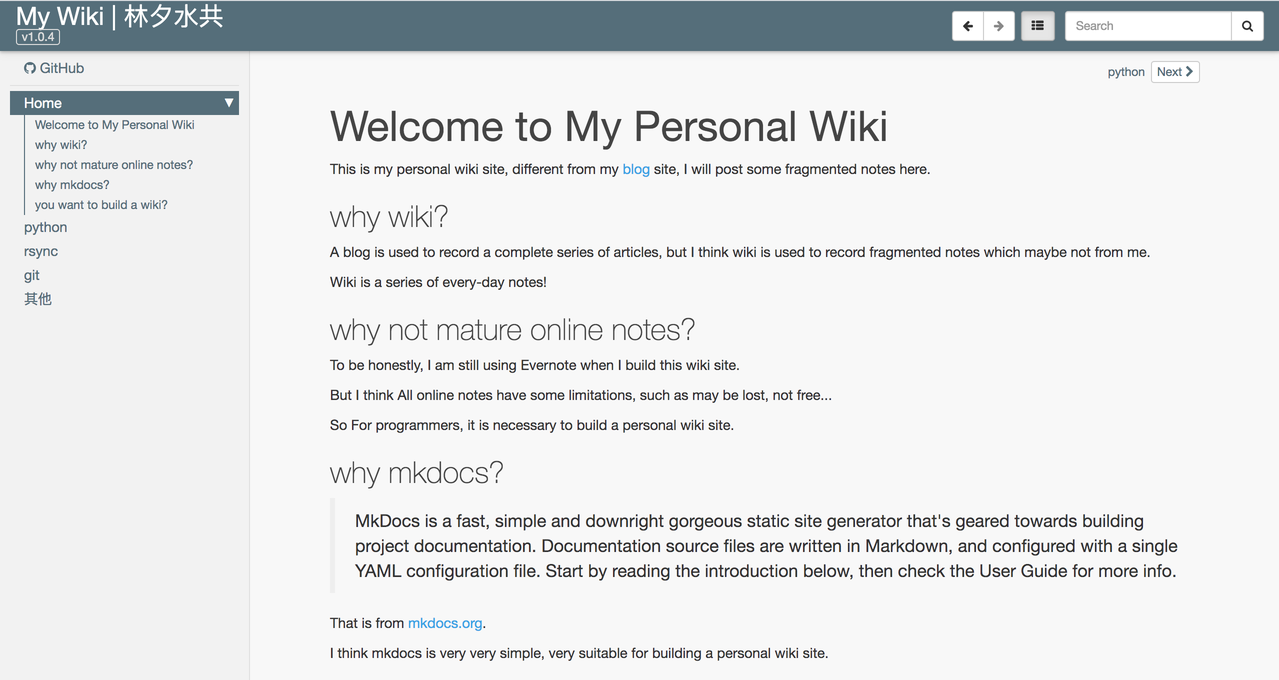 My Wiki | 林夕水共
v1.0.4
Search
GitHub
Home ▼
Welcome to My Personal Wiki
why wiki?
why not mature online notes?
why mkdocs?
you want to build a wiki?
python
rsync
git
其他
python Next
Welcome to My Personal Wiki
This is my personal wiki site, different from my blog site, I will post some fragmented notes here.
why wiki?
A blog is used to record a complete series of articles, but I think wiki is used to record fragmented notes which maybe not from me.
Wiki is a series of every-day notes!
why not mature online notes?
To be honestly, I am still using Evernote when I build this wiki site.
But I think All online notes have some limitations, such as may be lost, not free...
So For programmers, it is necessary to build a personal wiki site.
why mkdocs?
MkDocs is a fast, simple and downright gorgeous static site generator that's geared towards building
project documentation. Documentation source files are written in Markdown, and configured with a single
YAML configuration file. Start by reading the introduction below, then check the User Guide for more info.
That is from mkdocs.org.
I think mkdocs is very very simple, very suitable for building a personal wiki site.